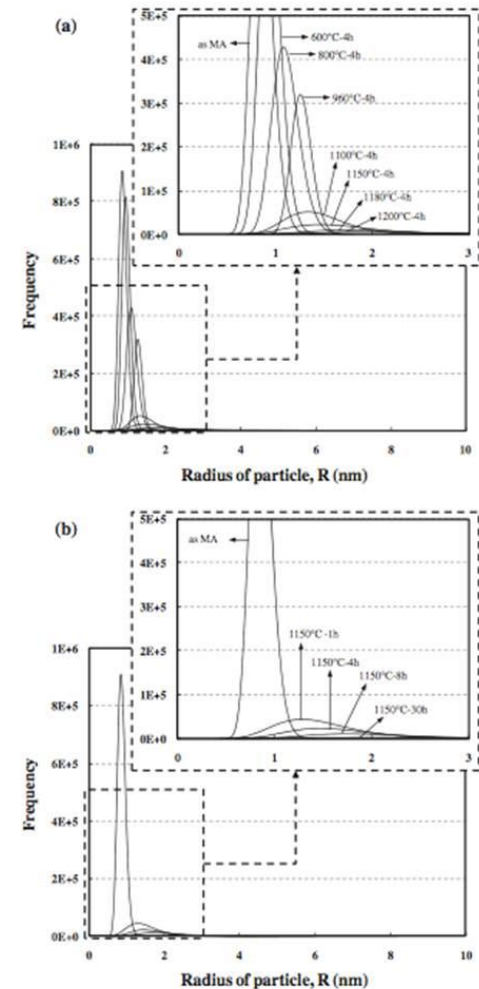 (a)
5E+5
as MA
600°C-4h
800°C-4h
4E+5
960°C-4h
3E+5
2E+5
1100°C-4h
1150°C-4h
1E+5
1180°C-4h
1200°C-4h
0E+0
0 1 2 3
1E+6
8E+5
6E+5
4E+5
2E+5
0E+0
Frequency
0 2 4 6 8 10
Radius of particle, R (nm)
(b)
5E+5
as MA
4E+5
3E+5
1150°C -1h
2E+5
1150°C-4h
1150°C-8h
1E+5
1150°C-30h
0E+0
0 1 2 3
1E+6
8E+5
6E+5
4E+5
2E+5
0E+0
Frequency
0 2 4 6 8 10
Radius of particle, R (nm)